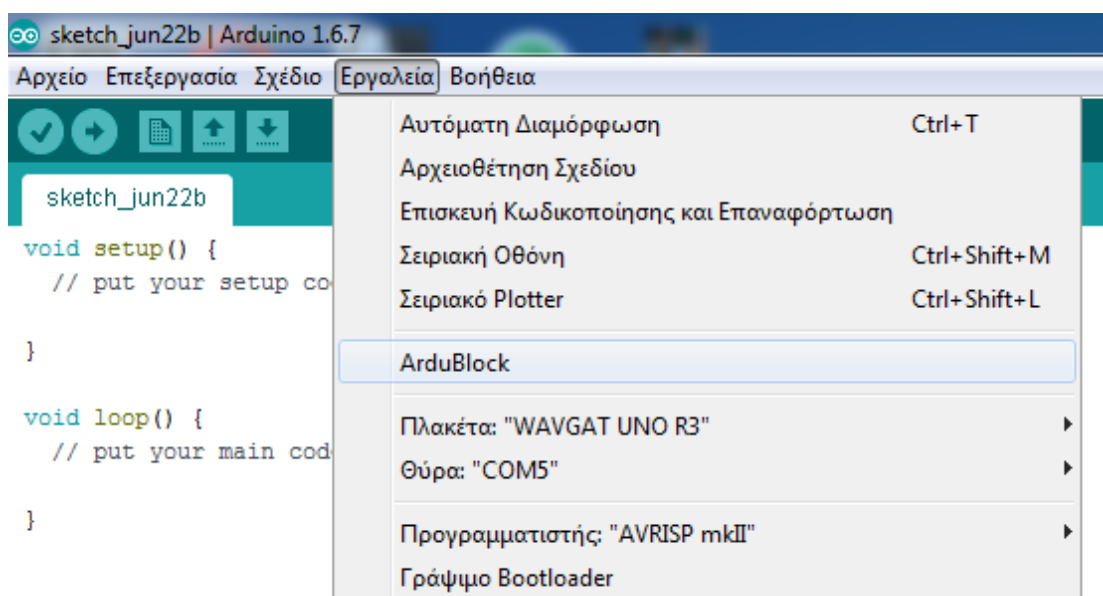 sketch_jun22b | Arduino 1.6.7
Αρχείο Επεξεργασία Σχέδιο Εργαλεία Βοήθεια
Αυτόματη Διαμόρφωση Ctrl+T
Αρχειοθέτηση Σχεδίου
sketch_jun22b
Επισκευή Κωδικοποίησης και Επαναφόρτωση
void setup() {
Σειριακή Οθόνη Ctrl+Shift+M
// put your setup co
Σειριακό Plotter Ctrl+Shift+L
}
ArduBlock
void loop() {
Πλακέτα: "WAVGAT UNO R3"
// put your main cod
Θύρα: "COM5"
}
Προγραμματιστής: "AVRISP mkII"
Γράψιμο Bootloader